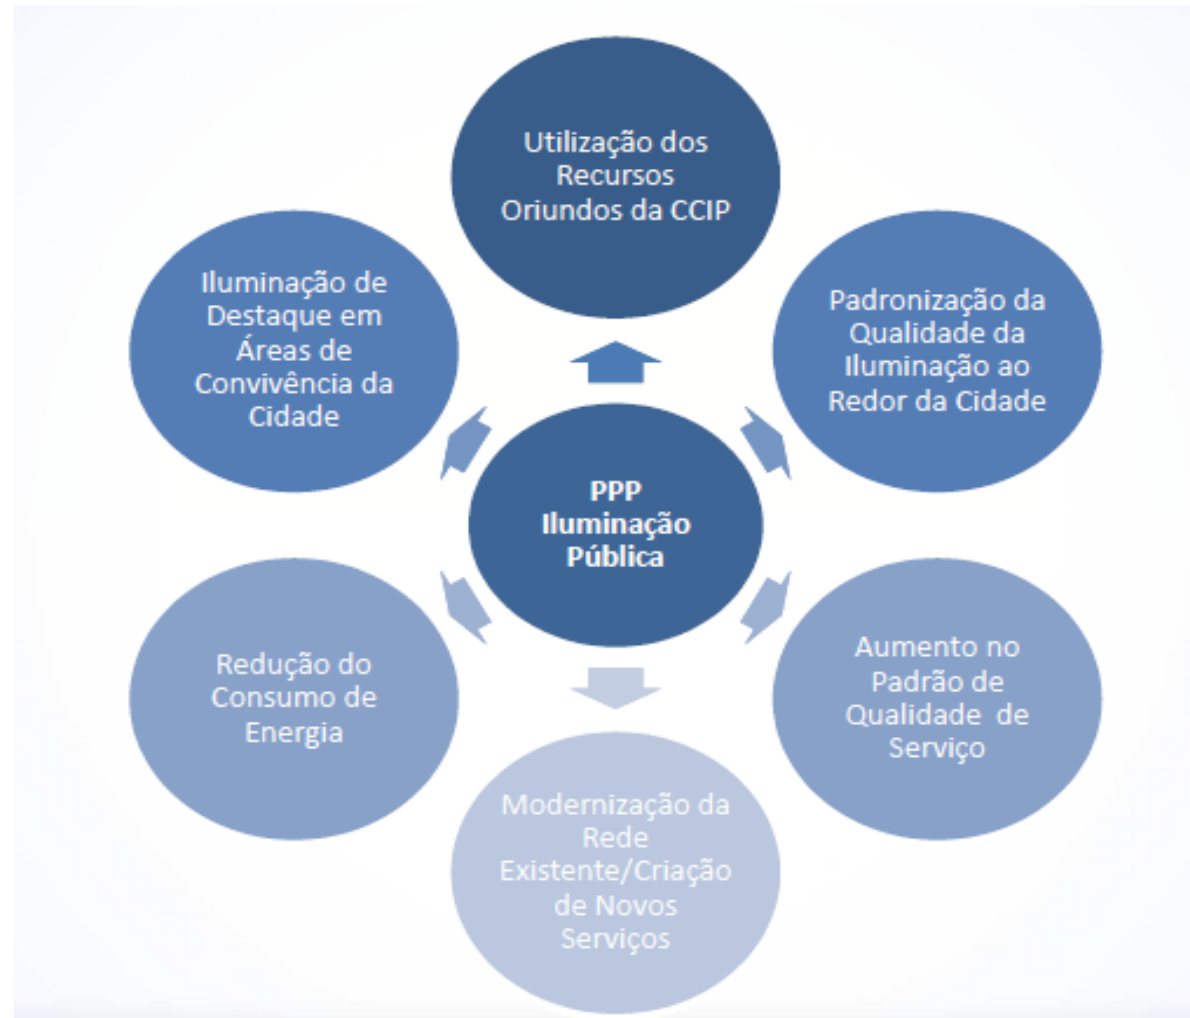 Utilização dos
Recursos
Oriundos da CCIP
Padronização da
Qualidade da
Iluminação ao
Redor da Cidade
Aumento no
Padrão de
Qualidade de
Serviço
Modernização da
Rede
Existente/Criação
de Novos
Serviços
Redução do
Consumo de
Energia
Iluminação de
Destaque em
Áreas de
Convivência da
Cidade
PPP
Iluminação
Pública